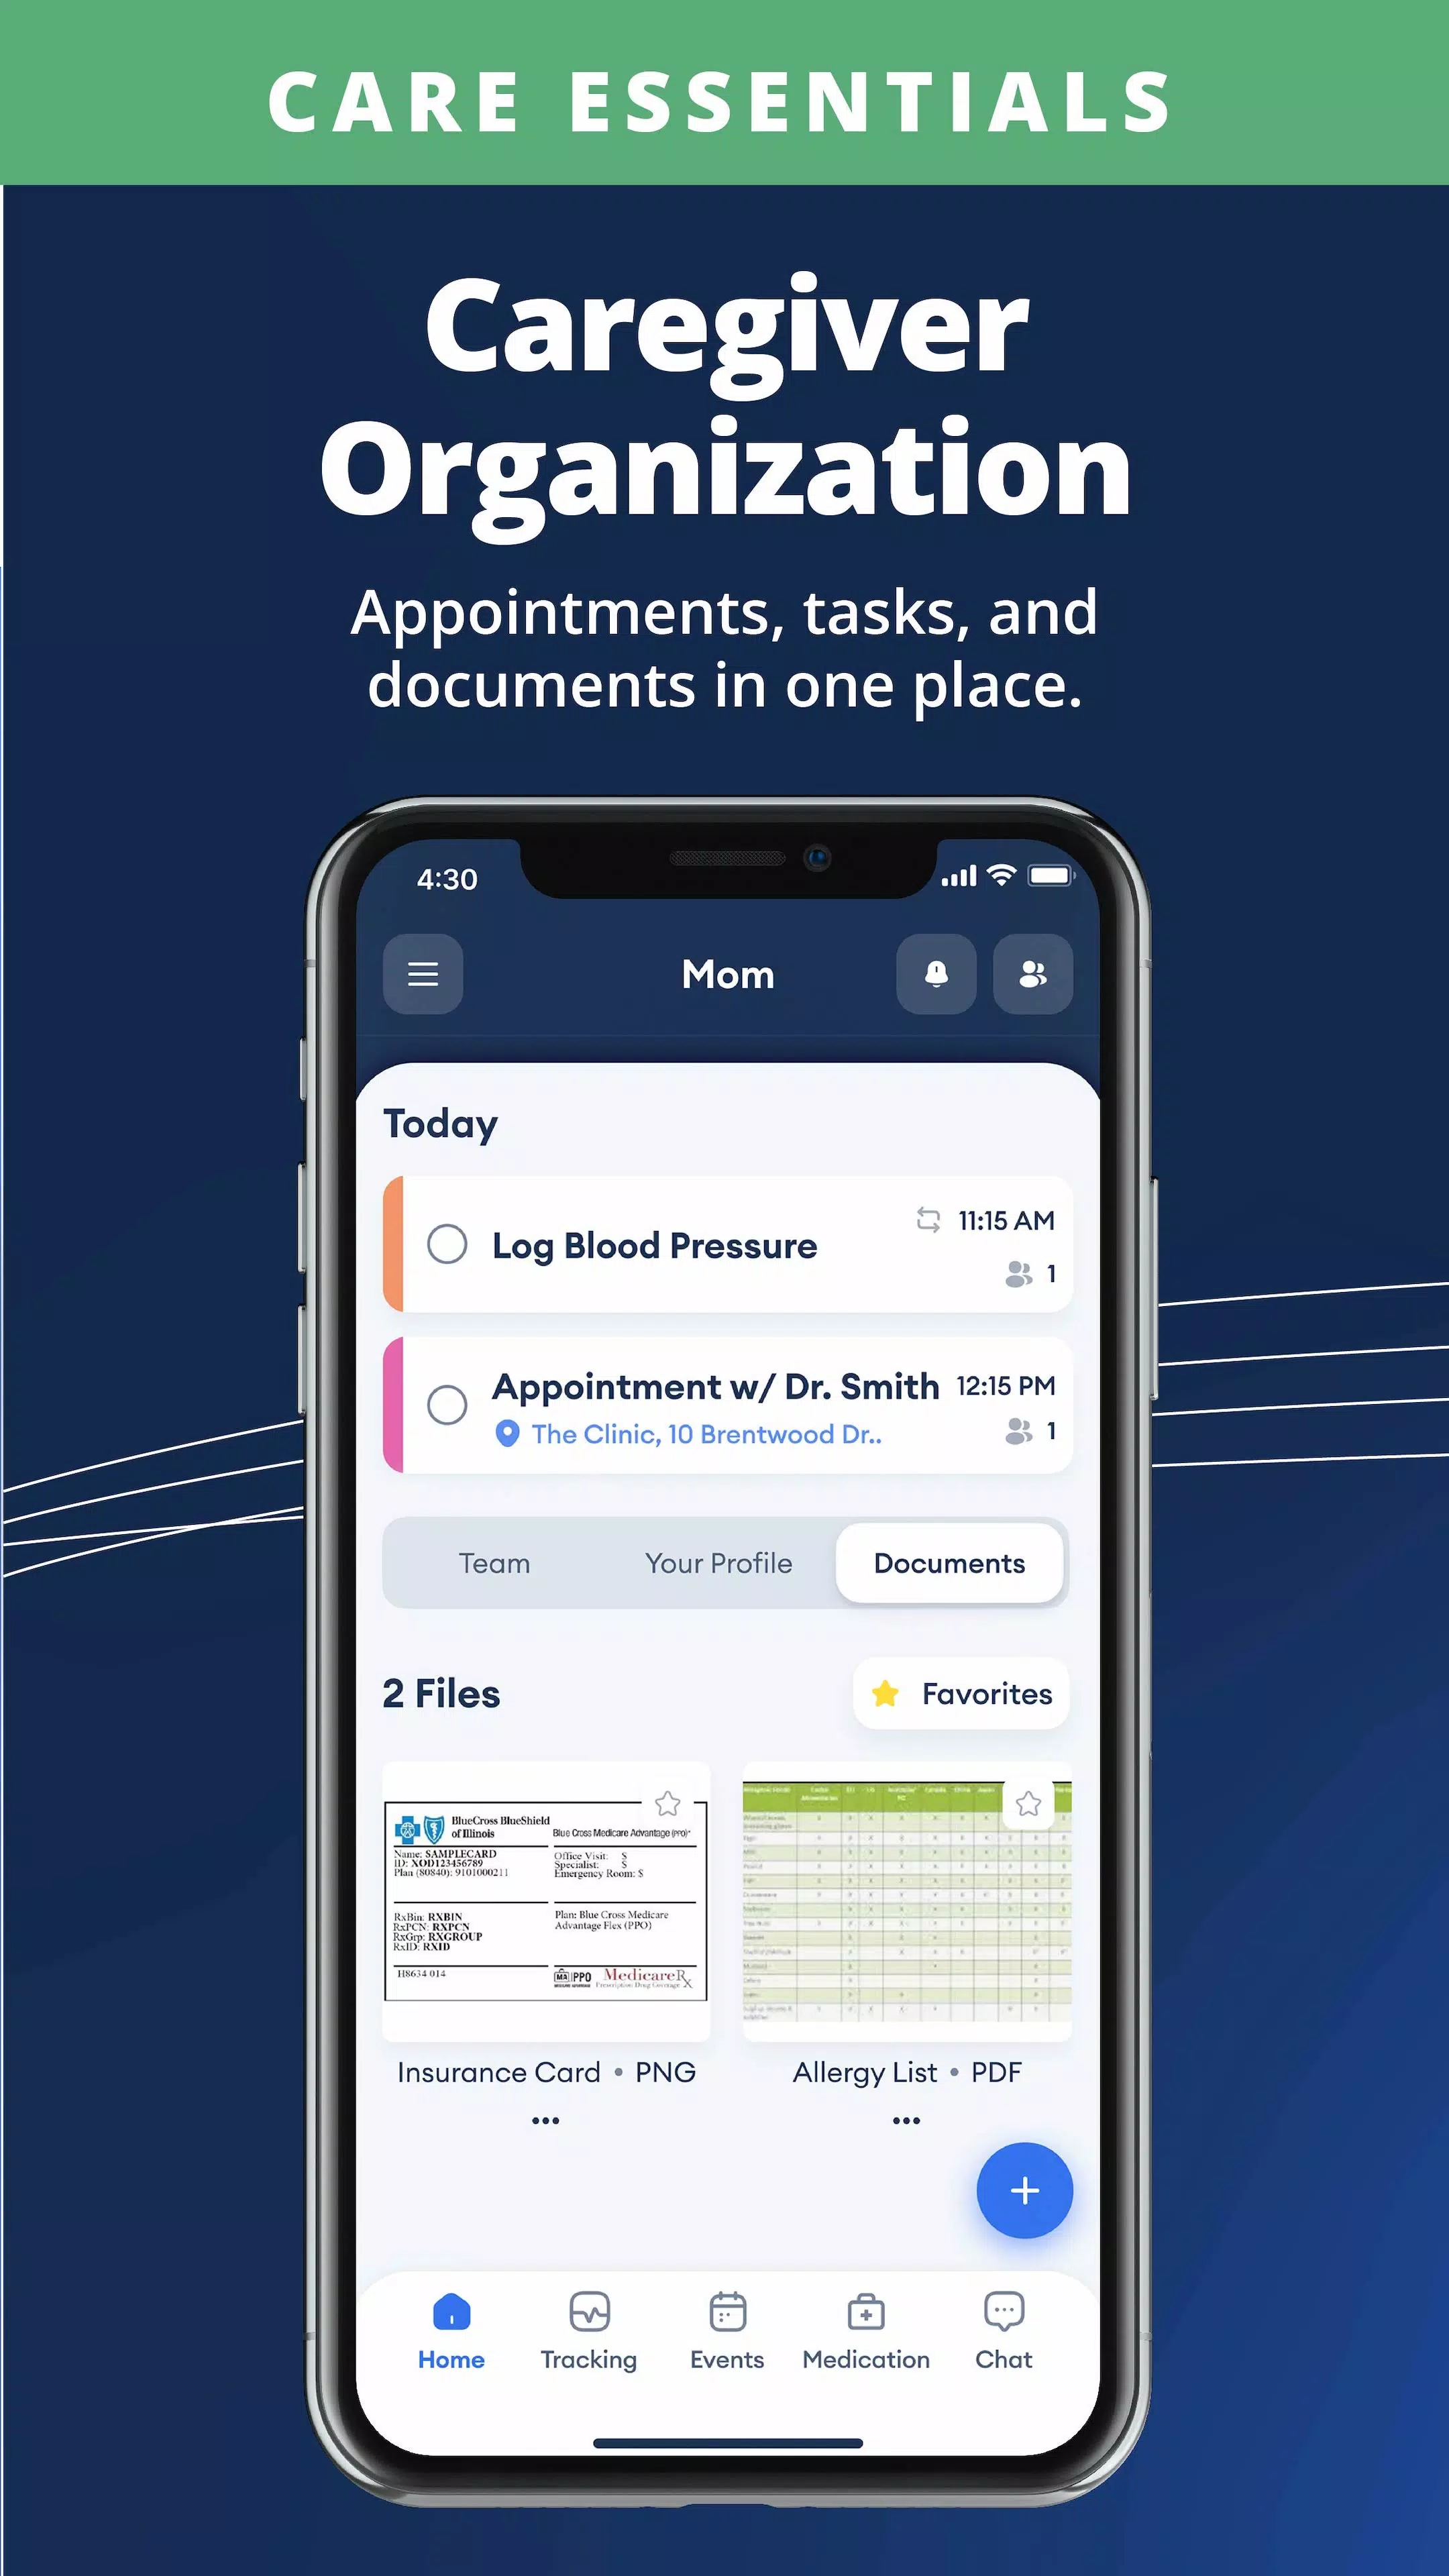 CARE ESSENTIALS
Caregiver
Organization
Appointments, tasks, and
documents in one place.
4:30
Mom
Today
Log Blood Pressure
11:15 AM
1
Appointment w/ Dr. Smith
12:15 PM
The Clinic, 10 Brentwood Dr..
1
Team
Your Profile
Documents
2 Files
Favorites
BlueCross BlueShield
of Illinois
Blue Cross Medicare Advantage (PPO)
Name: SAMPLECARD
ID: XOD123456789
Plan (80840): 9101000211
Office Visit: $
Specialist: $
Emergency Room: $
RxBin: RXBIN
RxPCN: RXPCN
RxGrp: RXGROUP
RxID: RXID
Plan: Blue Cross Medicare
Advantage Flex (PPO)
H8634 014
MA PPO
MedicareRx
Prescription Drug Coverage
Insurance Card • PNG
Allergy List • PDF
Home
Tracking
Events
Medication
Chat